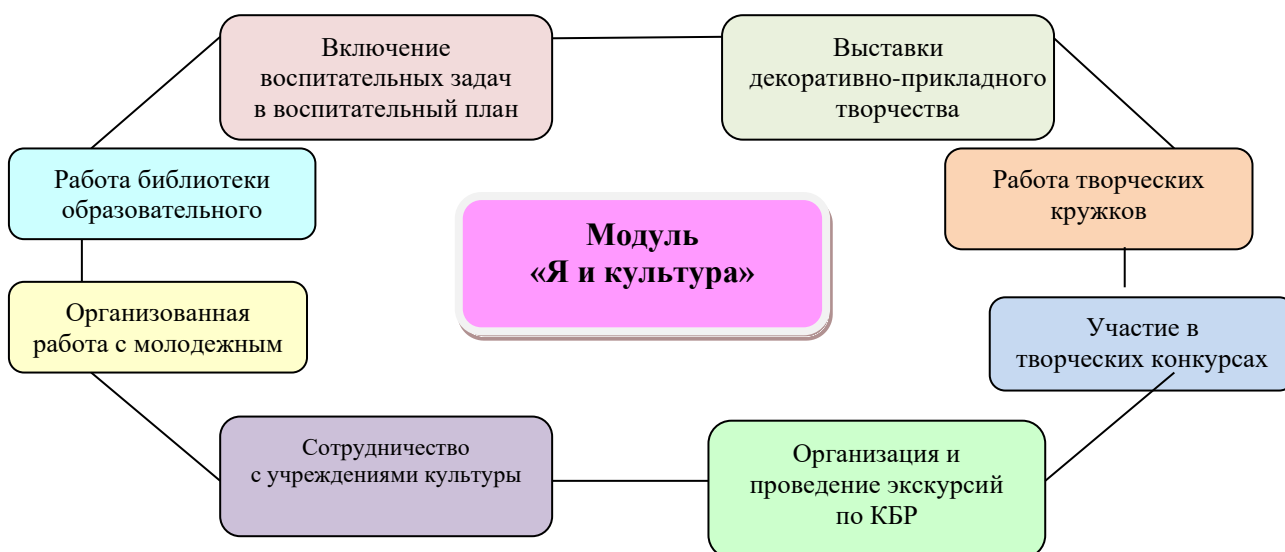 Включение
воспитательных задач
в воспитательный план
Выставки
декоративно-прикладного
творчества
Работа библиотеки
образовательного
Работа творческих
кружков
Модуль
«Я и культура»
Организованная
работа с молодежным
Участие в
творческих конкурсах
Сотрудничество
с учреждениями культуры
Организация и
проведение экскурсий
по КБР